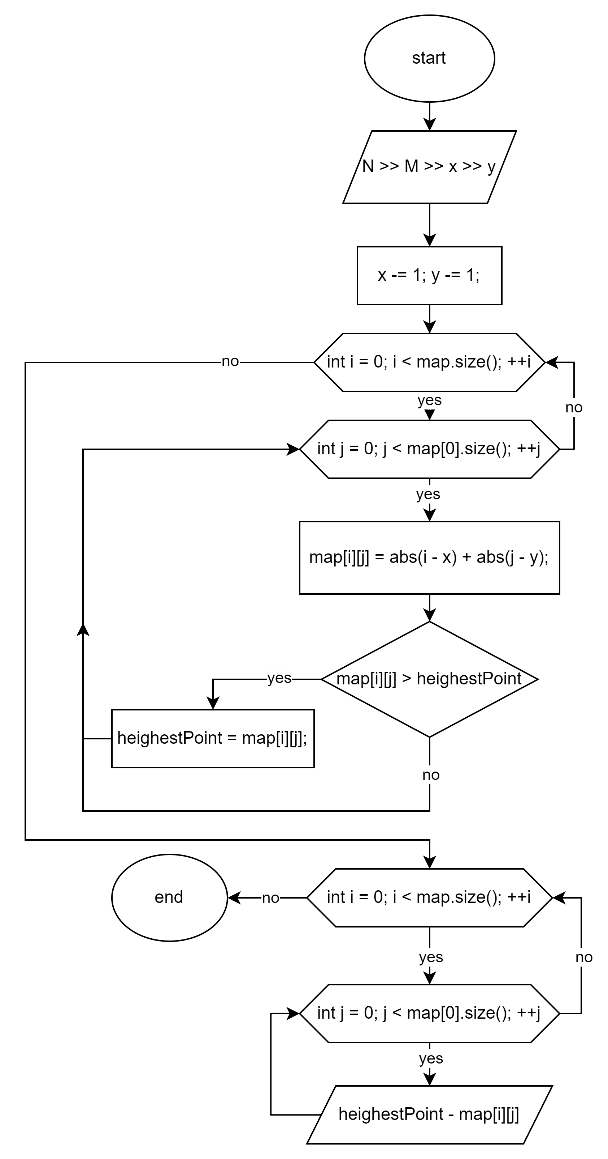 start
N >> M >> x >> y
x -= 1; y -= 1;
no
int i = 0; i < map.size(); ++i
yes
no
int j = 0; j < map[0].size(); ++j
yes
map[i][j] = abs(i - x) + abs(j - y);
yes
map[i][j] > heighestPoint
heighestPoint = map[i][j];
no
end
no
int i = 0; i < map.size(); ++i
yes
no
int j = 0; j < map[0].size(); ++j
yes
heighestPoint - map[i][j]